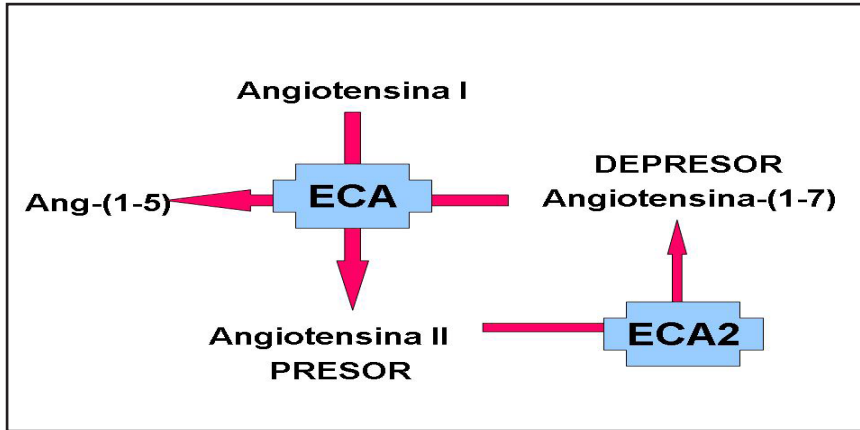 Angiotensina I
DEPRESOR
Ang-(1-5)
ECA
Angiotensina-(1-7)
Angiotensina II
PRESOR
ECA2